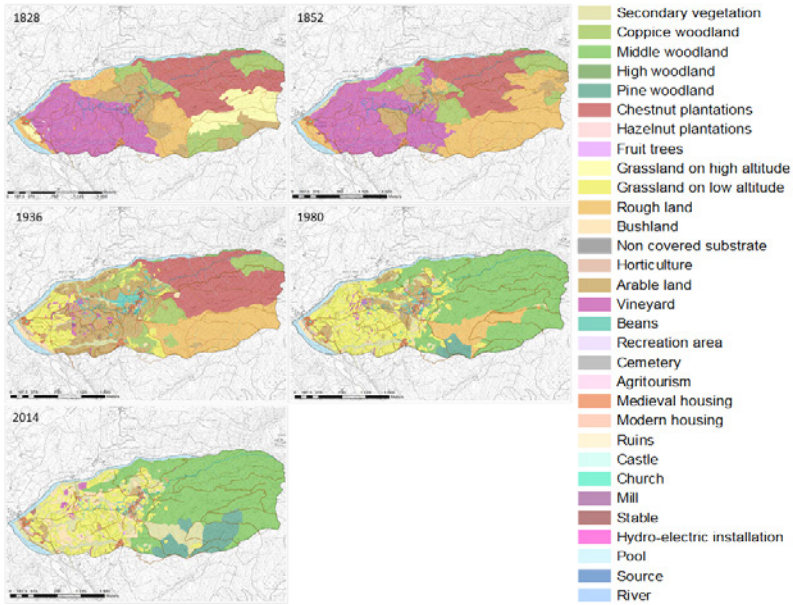 1828
1852
1936
1980
2014
Secondary vegetation
Coppice woodland
Middle woodland
High woodland
Pine woodland
Chestnut plantations
Hazelnut plantations
Fruit trees
Grassland on high altitude
Grassland on low altitude
Rough land
Bushland
Non covered substrate
Horticulture
Arable land
Vineyard
Beans
Recreation area
Cemetery
Agritourism
Medieval housing
Modern housing
Ruins
Castle
Church
Mill
Stable
Hydro-electric installation
Pool
Source
River